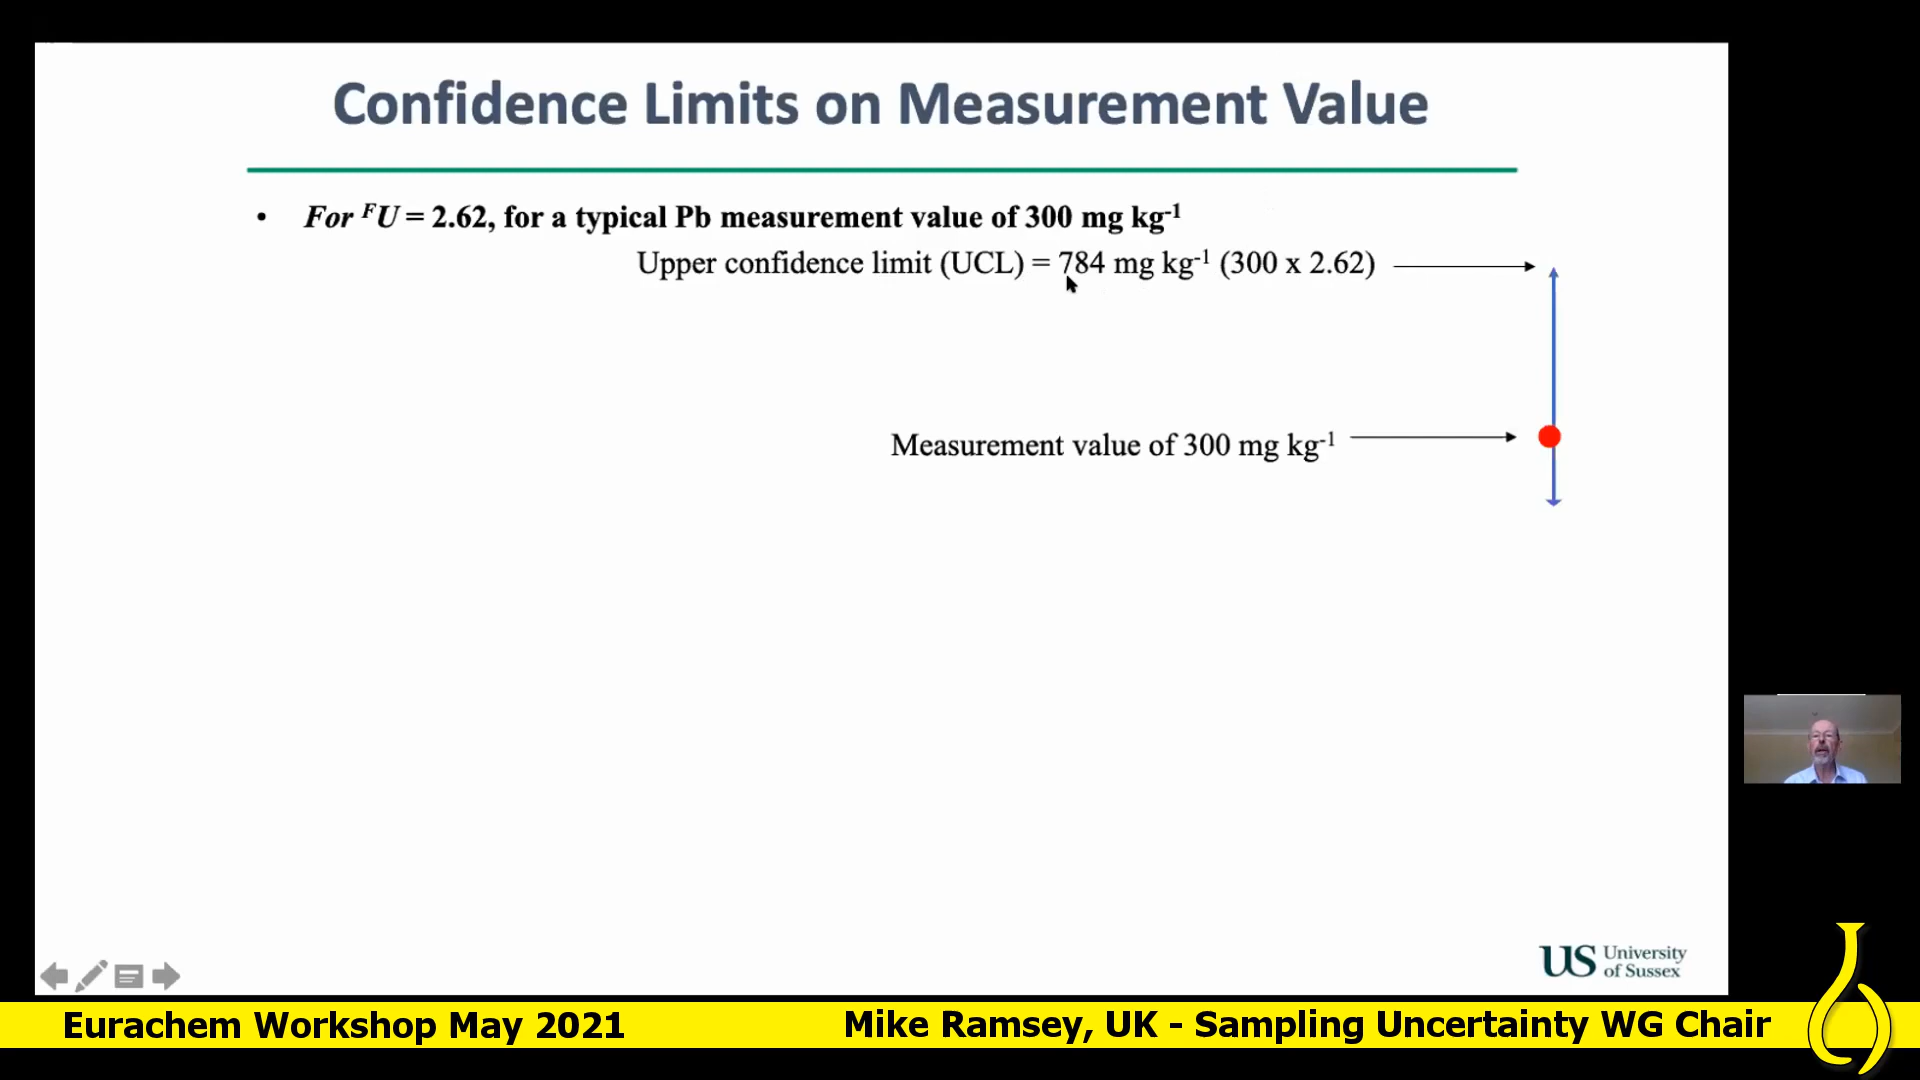 Confidence Limits on Measurement Value
• For ᶠU = 2.62, for a typical Pb measurement value of 300 mg kg⁻¹
Upper confidence limit (UCL) = 784 mg kg⁻¹ (300 x 2.62)
Measurement value of 300 mg kg⁻¹
US University
of Sussex
Eurachem Workshop May 2021
Mike Ramsey, UK - Sampling Uncertainty WG Chair